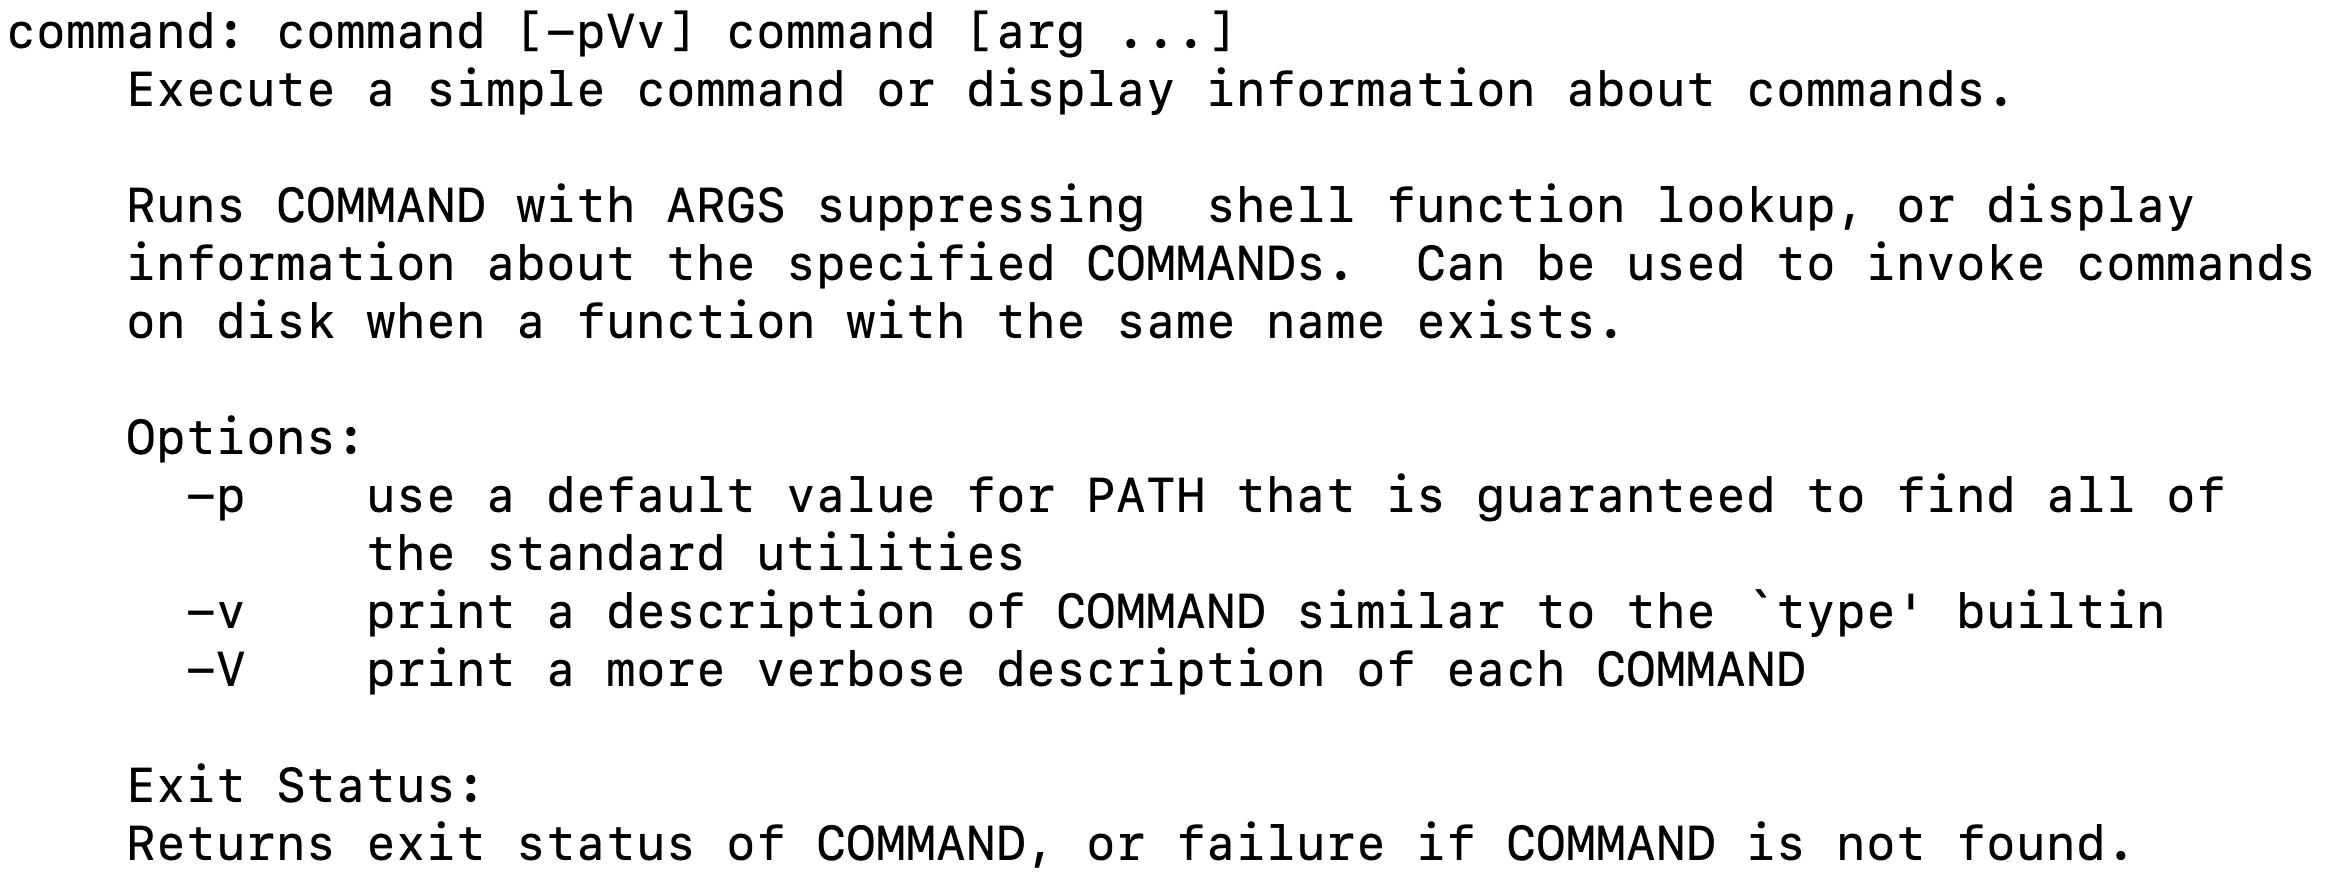 command: command [-pVv] command [arg ...]
    Execute a simple command or display information about commands.

    Runs COMMAND with ARGS suppressing  shell function lookup, or display
    information about the specified COMMANDs.  Can be used to invoke commands
    on disk when a function with the same name exists.

    Options:
      -p    use a default value for PATH that is guaranteed to find all of
            the standard utilities
      -v    print a description of COMMAND similar to the `type' builtin
      -V    print a more verbose description of each COMMAND

    Exit Status:
    Returns exit status of COMMAND, or failure if COMMAND is not found.